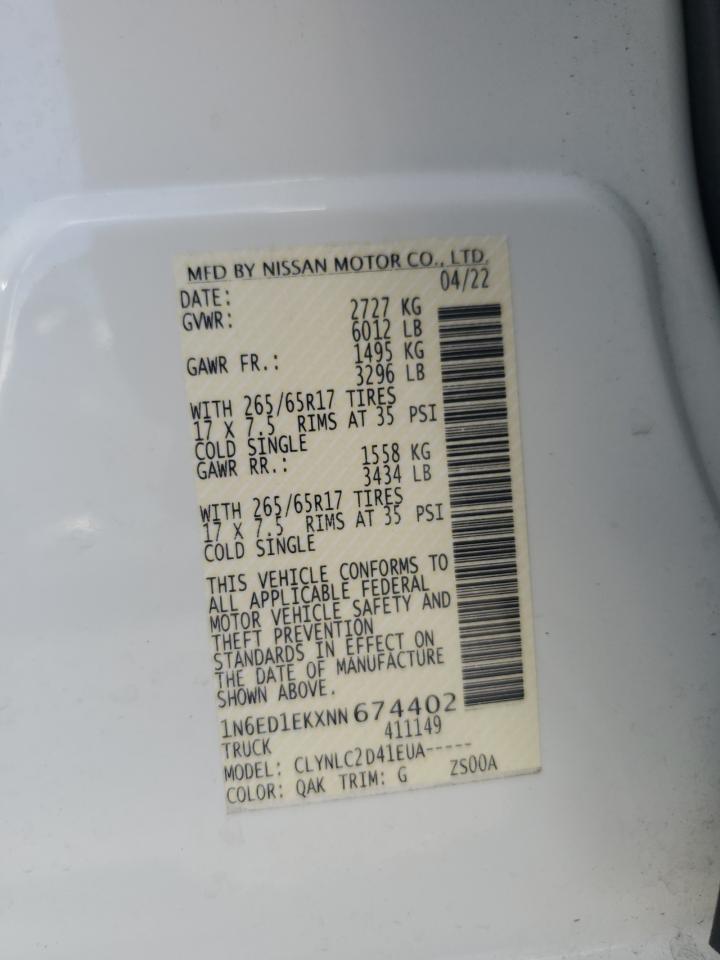 MFD BY NISSAN MOTOR CO., LTD.
DATE: 04/22
GVWR: 2727 KG
6012 LB
GAWR FR.: 1495 KG
3296 LB
WITH 265/65R17 TIRES
17 X 7.5 RIMS AT 35 PSI
COLD SINGLE
GAWR RR.: 1558 KG
3434 LB
WITH 265/65R17 TIRES
17 X 7.5 RIMS AT 35 PSI
COLD SINGLE
THIS VEHICLE CONFORMS TO
ALL APPLICABLE FEDERAL
MOTOR VEHICLE SAFETY AND
THEFT PREVENTION
STANDARDS IN EFFECT ON
THE DATE OF MANUFACTURE
SHOWN ABOVE.
1N6ED1EKXNN674402
TRUCK 411149
MODEL: CLYNLC2D41EUA-----
COLOR: QAK TRIM: G ZS00A